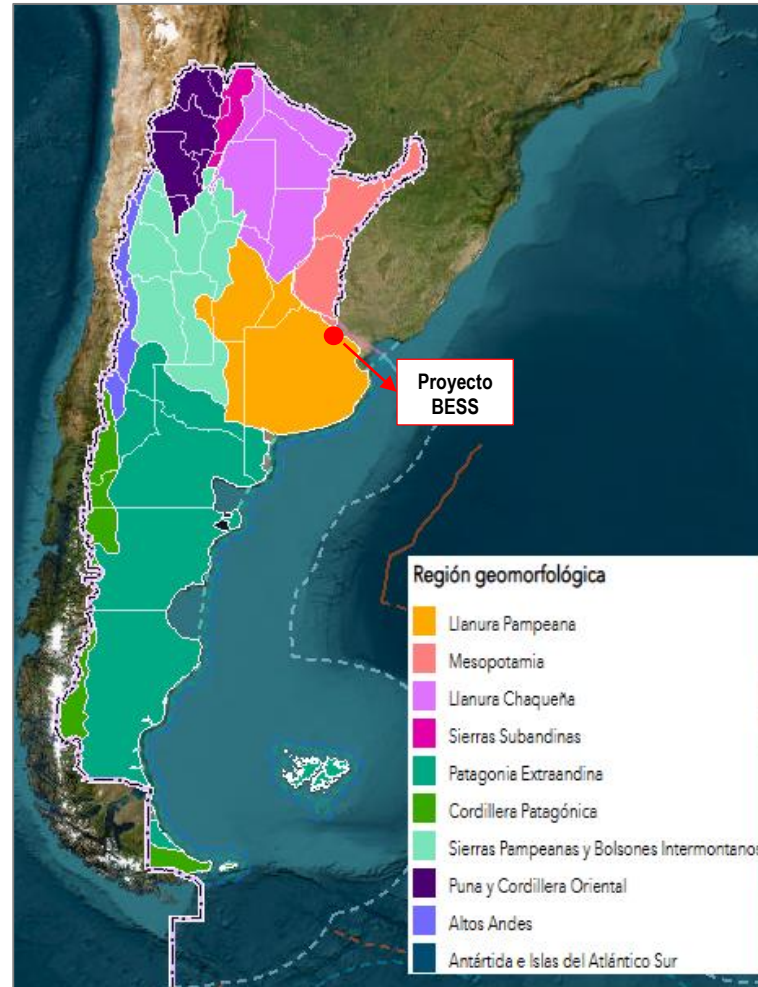 Proyecto
BESS
Región geomorfológica
Llanura Pampeana
Mesopotamia
Llanura Chaqueña
Sierras Subandinas
Patagonia Extraandina
Cordillera Patagónica
Sierras Pampeanas y Bolsones Intermontanos
Puna y Cordillera Oriental
Altos Andes
Antártida e Islas del Atlántico Sur